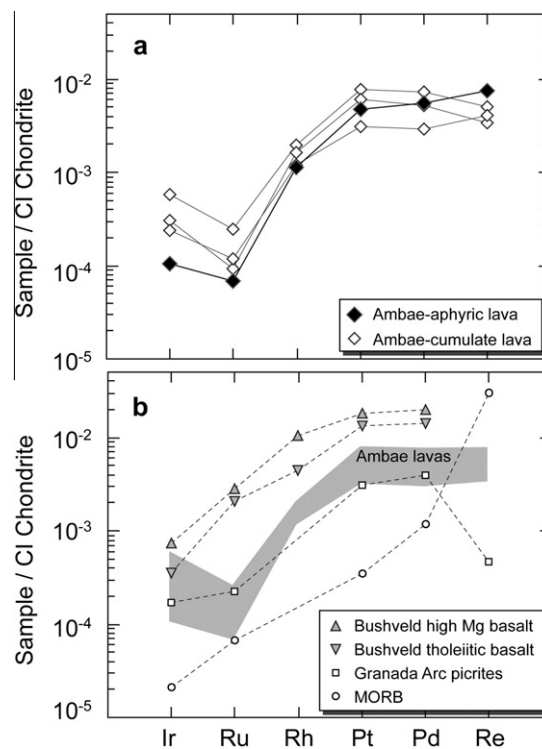 a
Sample / CI Chondrite
10⁻²
10⁻³
10⁻⁴
10⁻⁵
Ambae-aphyric lava
Ambae-cumulate lava
b
Sample / CI Chondrite
10⁻²
10⁻³
10⁻⁴
10⁻⁵
Ambae lavas
Bushveld high Mg basalt
Bushveld tholeiitic basalt
Granada Arc picrites
MORB
Ir Ru Rh Pt Pd Re